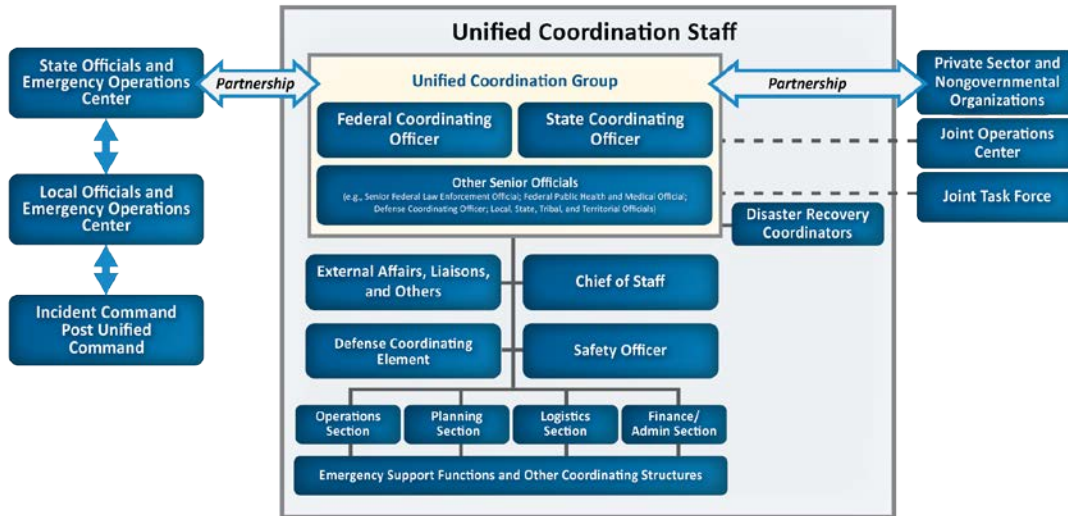 Unified Coordination Staff
State Officials and
Emergency Operations
Center
Partnership
Unified Coordination Group
Partnership
Private Sector and
Nongovernmental
Organizations
Federal Coordinating
Officer
State Coordinating
Officer
Joint Operations
Center
Local Officials and
Emergency Operations
Center
Other Senior Officials
(e.g., Senior Federal Law Enforcement Official; Federal Public Health and Medical Official;
Defense Coordinating Officer; Local, State, Tribal, and Territorial Officials)
Joint Task Force
Disaster Recovery
Coordinators
External Affairs, Liaisons,
and Others
Chief of Staff
Incident Command
Post Unified
Command
Defense Coordinating
Element
Safety Officer
Operations
Section
Planning
Section
Logistics
Section
Finance/
Admin Section
Emergency Support Functions and Other Coordinating Structures